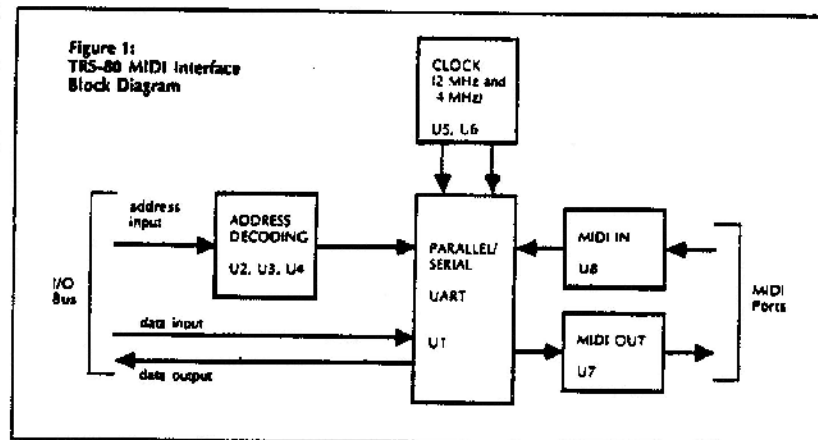 Figure 1:
TRS-80 MIDI Interface
Block Diagram
CLOCK
(2 MHz and
4 MHz)
U5, U6
address
input
ADDRESS
DECODING
U2, U3, U4
PARALLEL/
SERIAL
UART
U1
MIDI IN
U8
I/O
Bus
MIDI
Ports
data input
data output
MIDI OUT
U7